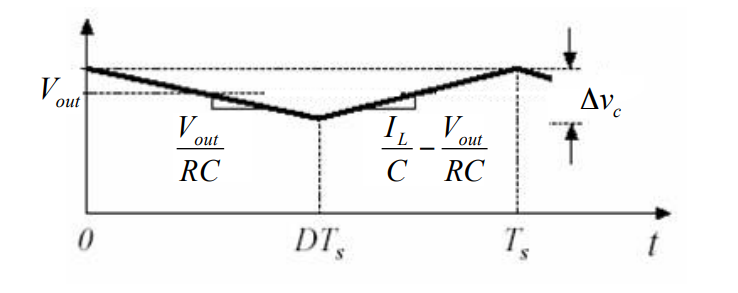 V_out
Δv_c
V_out/RC
I_L/C − V_out/RC
0 DT_s T_s t